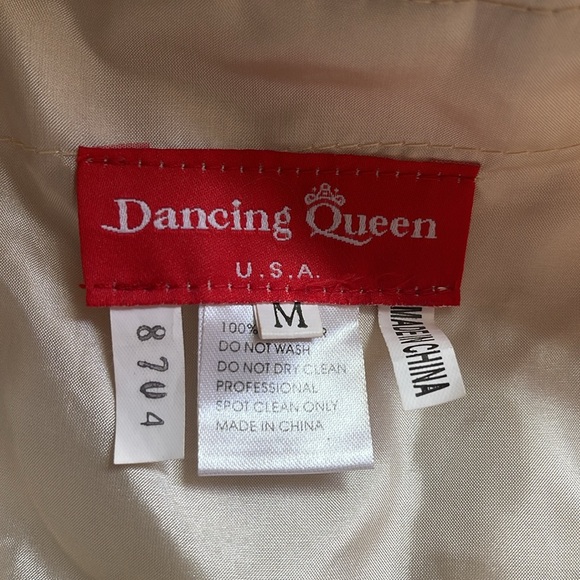 Dancing Queen
U.S.A.
M
8704
100%
DO NOT WASH
DO NOT DRY CLEAN
PROFESSIONAL
SPOT CLEAN ONLY
MADE IN CHINA
MADE IN CHINA